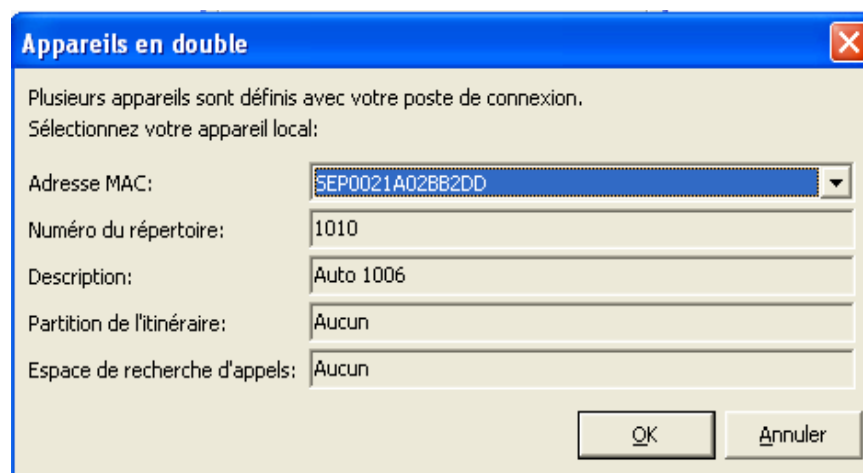 Appareils en double
Plusieurs appareils sont définis avec votre poste de connexion.
Sélectionnez votre appareil local:
Adresse MAC: SEP0021A02BB2DD
Numéro du répertoire: 1010
Description: Auto 1006
Partition de l'itinéraire: Aucun
Espace de recherche d'appels: Aucun
OK Annuler